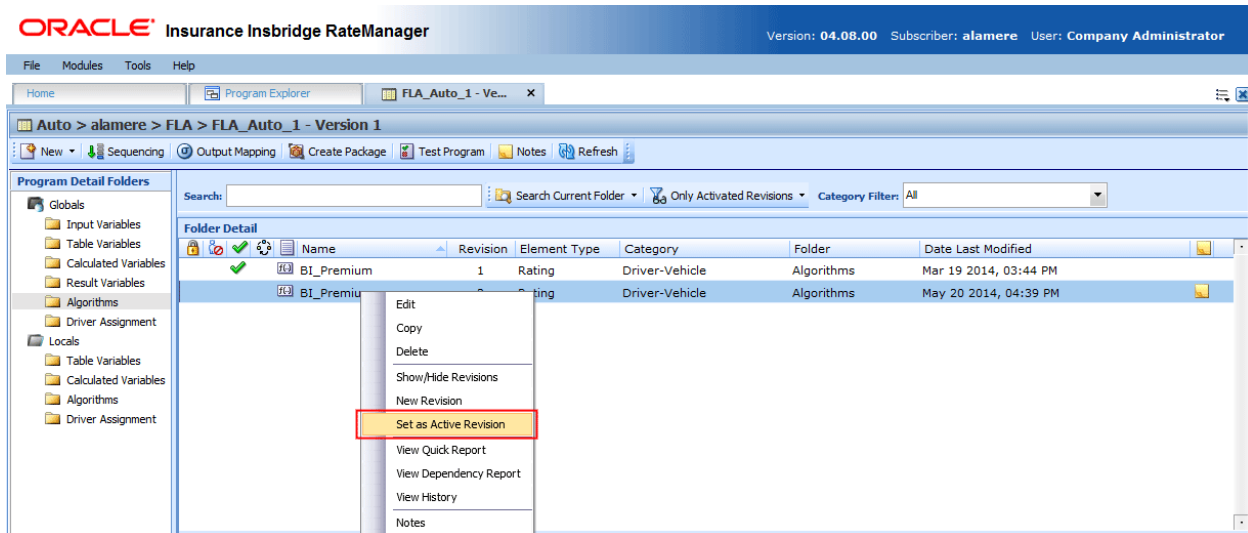 ORACLE Insurance Insbridge RateManager
Version: 04.08.00 Subscriber: alamere User: Company Administrator
File Modules Tools Help
Home Program Explorer FLA_Auto_1 - Ve... x
Auto > alamere > FLA > FLA_Auto_1 - Version 1
New Sequencing Output Mapping Create Package Test Program Notes Refresh
Program Detail Folders
Globals
Input Variables
Table Variables
Calculated Variables
Result Variables
Algorithms
Driver Assignment
Locals
Table Variables
Calculated Variables
Algorithms
Driver Assignment
Search: Search Current Folder Only Activated Revisions Category Filter: All
Folder Detail
Name Revision Element Type Category Folder Date Last Modified
BI_Premium 1 Rating Driver-Vehicle Algorithms Mar 19 2014, 03:44 PM
BI_Premiu Driver-Vehicle Algorithms May 20 2014, 04:39 PM
Edit
Copy
Delete
Show/Hide Revisions
New Revision
Set as Active Revision
View Quick Report
View Dependency Report
View History
Notes